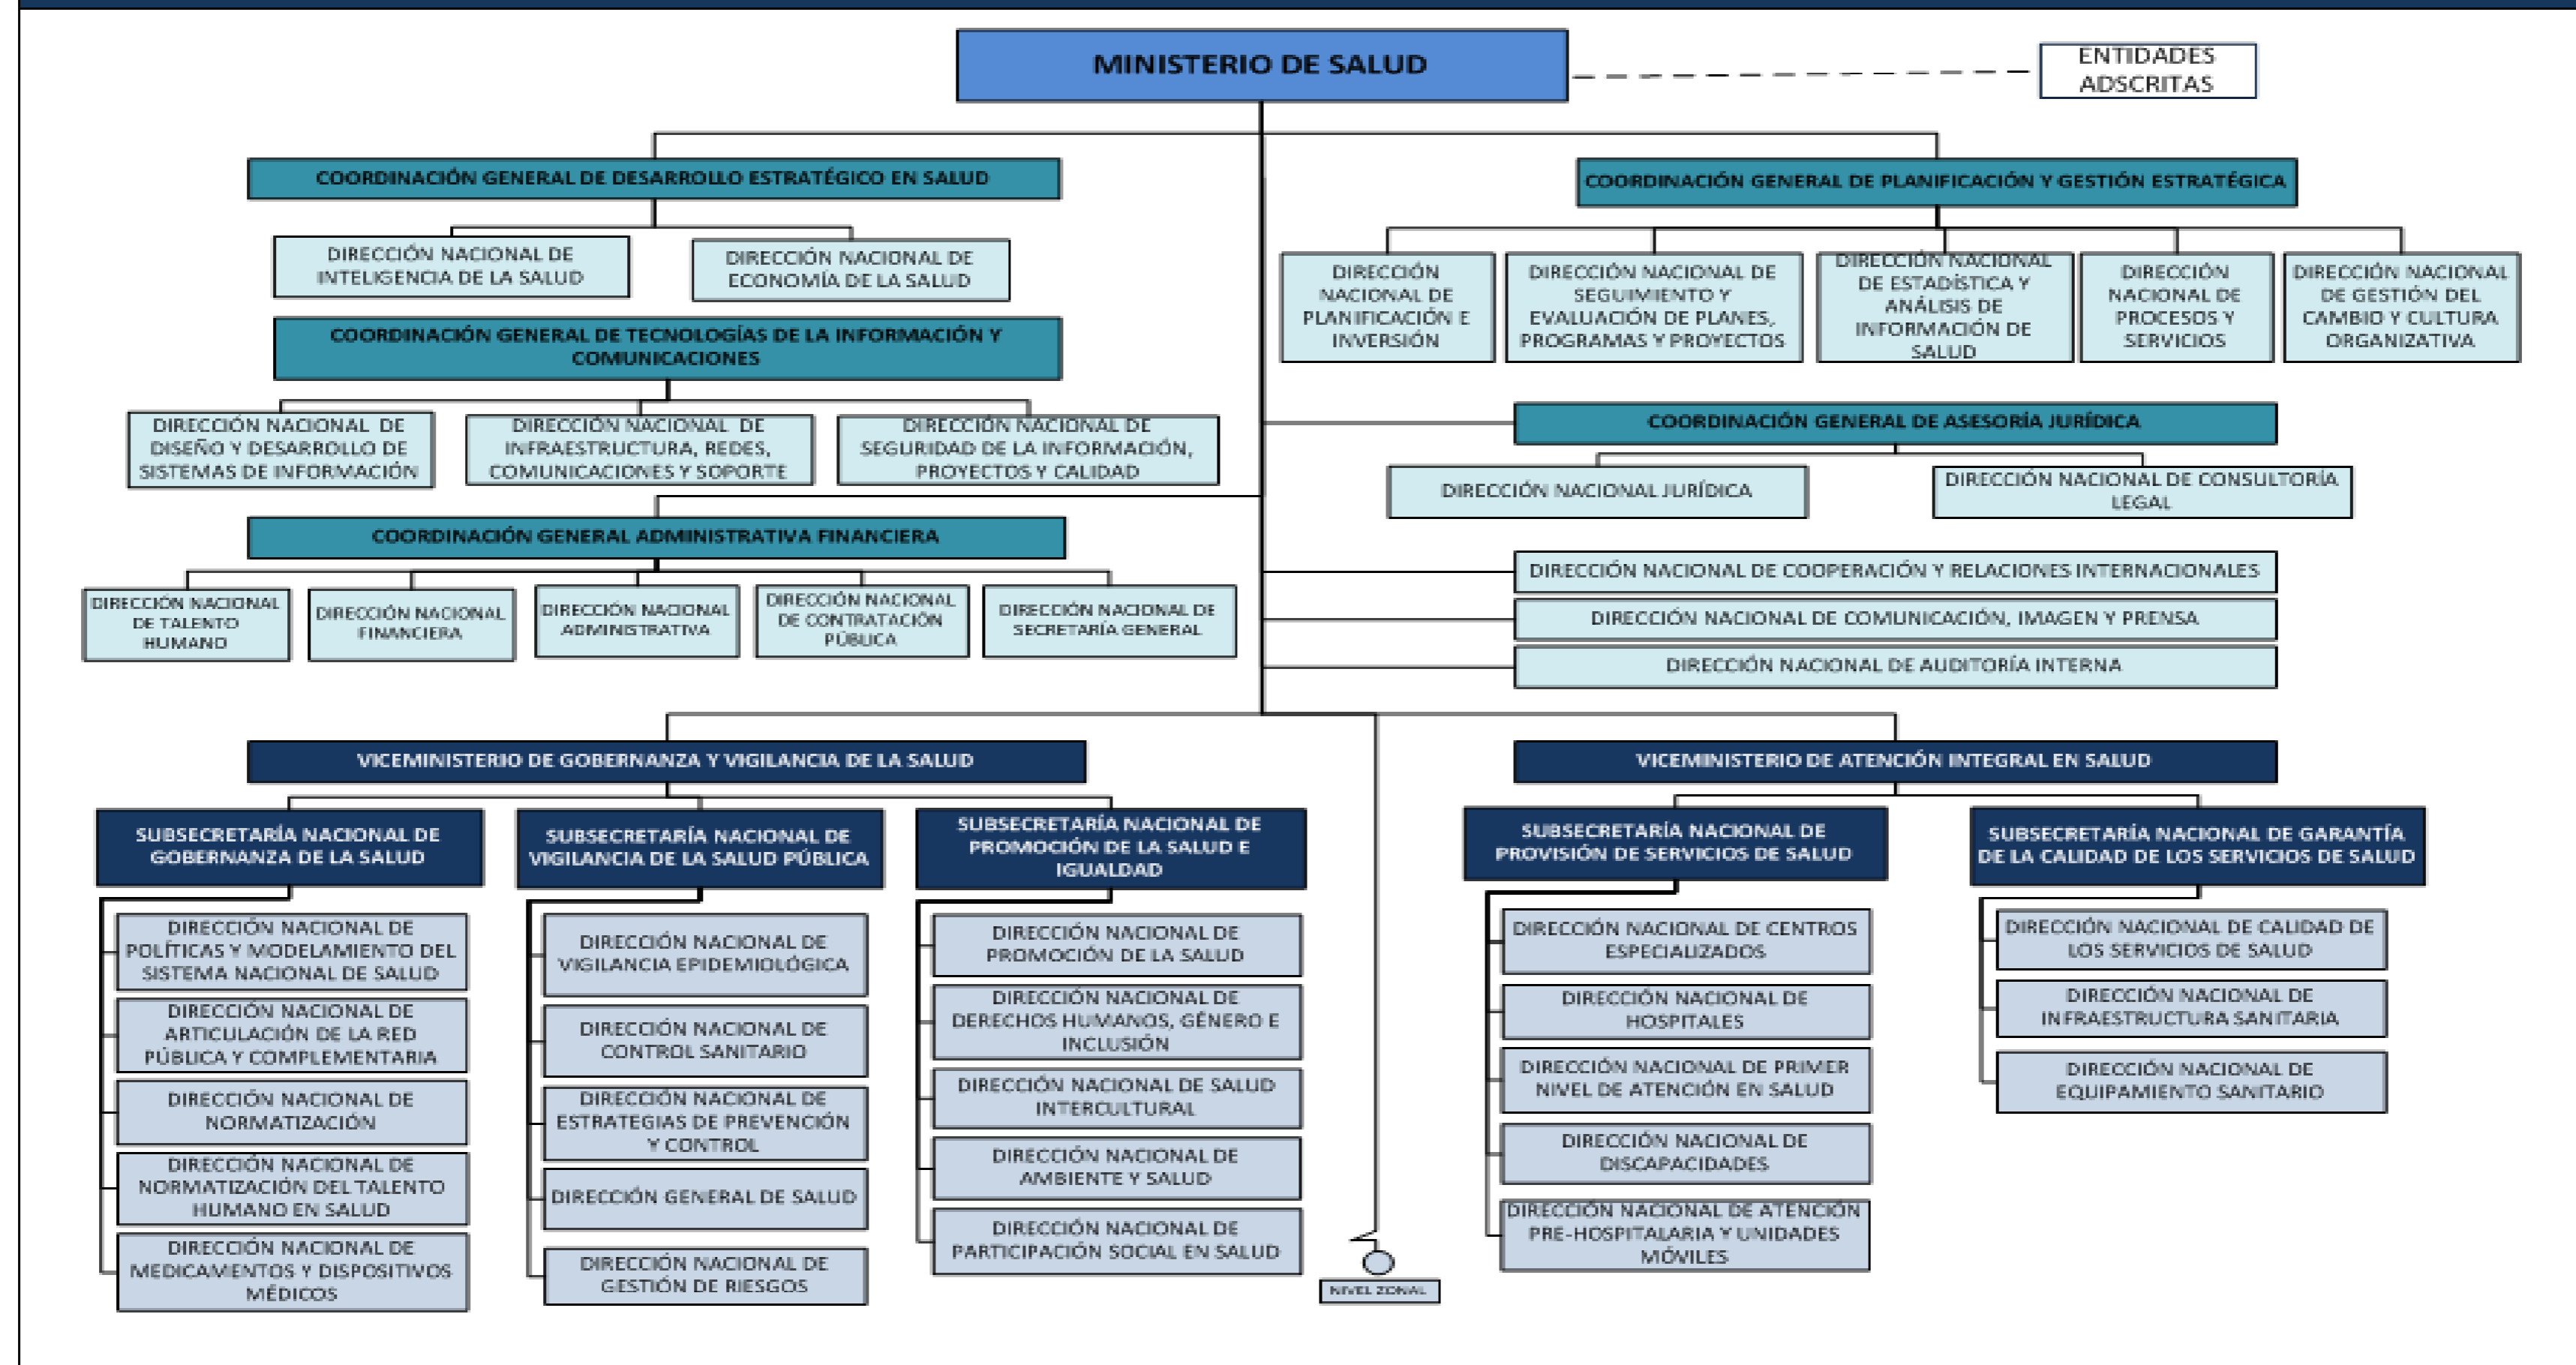 MINISTERIO DE SALUD
ENTIDADES
ADSCRITAS
COORDINACIÓN GENERAL DE DESARROLLO ESTRATÉGICO EN SALUD
DIRECCIÓN NACIONAL DE
INTELIGENCIA DE LA SALUD
DIRECCIÓN NACIONAL DE
ECONOMÍA DE LA SALUD
COORDINACIÓN GENERAL DE PLANIFICACIÓN Y GESTIÓN ESTRATÉGICA
DIRECCIÓN
NACIONAL DE
PLANIFICACIÓN E
INVERSIÓN
DIRECCIÓN NACIONAL DE
SEGUIMIENTO Y
EVALUACIÓN DE PLANES,
PROGRAMAS Y PROYECTOS
DIRECCIÓN NACIONAL
DE ESTADÍSTICA Y
ANÁLISIS DE
INFORMACIÓN DE
SALUD
DIRECCIÓN
NACIONAL DE
PROCESOS Y
SERVICIOS
DIRECCIÓN NACIONAL
DE GESTIÓN DEL
CAMBIO Y CULTURA
ORGANIZATIVA
COORDINACIÓN GENERAL DE TECNOLOGÍAS DE LA INFORMACIÓN Y
COMUNICACIONES
DIRECCIÓN NACIONAL DE
DISEÑO Y DESARROLLO DE
SISTEMAS DE INFORMACIÓN
DIRECCIÓN NACIONAL DE
INFRAESTRUCTURA, REDES,
COMUNICACIONES Y SOPORTE
DIRECCIÓN NACIONAL DE
SEGURIDAD DE LA INFORMACIÓN,
PROYECTOS Y CALIDAD
COORDINACIÓN GENERAL DE ASESORÍA JURÍDICA
DIRECCIÓN NACIONAL JURÍDICA
DIRECCIÓN NACIONAL DE CONSULTORÍA
LEGAL
COORDINACIÓN GENERAL ADMINISTRATIVA FINANCIERA
DIRECCIÓN NACIONAL
DE TALENTO
HUMANO
DIRECCIÓN NACIONAL
FINANCIERA
DIRECCIÓN NACIONAL
ADMINISTRATIVA
DIRECCIÓN NACIONAL
DE CONTRATACIÓN
PÚBLICA
DIRECCIÓN NACIONAL DE
SECRETARÍA GENERAL
DIRECCIÓN NACIONAL DE COOPERACIÓN Y RELACIONES INTERNACIONALES
DIRECCIÓN NACIONAL DE COMUNICACIÓN, IMAGEN Y PRENSA
DIRECCIÓN NACIONAL DE AUDITORÍA INTERNA
VICEMINISTERIO DE GOBERNANZA Y VIGILANCIA DE LA SALUD
SUBSECRETARÍA NACIONAL DE
GOBERNANZA DE LA SALUD
DIRECCIÓN NACIONAL DE
POLÍTICAS Y MODELAMIENTO DEL
SISTEMA NACIONAL DE SALUD
DIRECCIÓN NACIONAL DE
ARTICULACIÓN DE LA RED
PÚBLICA Y COMPLEMENTARIA
DIRECCIÓN NACIONAL DE
NORMATIZACIÓN
DIRECCIÓN NACIONAL DE
NORMATIZACIÓN DEL TALENTO
HUMANO EN SALUD
DIRECCIÓN NACIONAL DE
MEDICAMENTOS Y DISPOSITIVOS
MÉDICOS
SUBSECRETARÍA NACIONAL DE
VIGILANCIA DE LA SALUD PÚBLICA
DIRECCIÓN NACIONAL DE
VIGILANCIA EPIDEMIOLÓGICA
DIRECCIÓN NACIONAL DE
CONTROL SANITARIO
DIRECCIÓN NACIONAL DE
ESTRATEGIAS DE PREVENCIÓN
Y CONTROL
DIRECCIÓN GENERAL DE SALUD
DIRECCIÓN NACIONAL DE
GESTIÓN DE RIESGOS
SUBSECRETARÍA NACIONAL DE
PROMOCIÓN DE LA SALUD E
IGUALDAD
DIRECCIÓN NACIONAL DE
PROMOCIÓN DE LA SALUD
DIRECCIÓN NACIONAL DE
DERECHOS HUMANOS, GÉNERO E
INCLUSIÓN
DIRECCIÓN NACIONAL DE SALUD
INTERCULTURAL
DIRECCIÓN NACIONAL DE
AMBIENTE Y SALUD
DIRECCIÓN NACIONAL DE
PARTICIPACIÓN SOCIAL EN SALUD
NIVEL ZONAL
VICEMINISTERIO DE ATENCIÓN INTEGRAL EN SALUD
SUBSECRETARÍA NACIONAL DE
PROVISIÓN DE SERVICIOS DE SALUD
DIRECCIÓN NACIONAL DE CENTROS
ESPECIALIZADOS
DIRECCIÓN NACIONAL DE
HOSPITALES
DIRECCIÓN NACIONAL DE PRIMER
NIVEL DE ATENCIÓN EN SALUD
DIRECCIÓN NACIONAL DE
DISCAPACIDADES
DIRECCIÓN NACIONAL DE ATENCIÓN
PRE-HOSPITALARIA Y UNIDADES
MÓVILES
SUBSECRETARÍA NACIONAL DE GARANTÍA
DE LA CALIDAD DE LOS SERVICIOS DE SALUD
DIRECCIÓN NACIONAL DE CALIDAD DE
LOS SERVICIOS DE SALUD
DIRECCIÓN NACIONAL DE
INFRAESTRUCTURA SANITARIA
DIRECCIÓN NACIONAL DE
EQUIPAMIENTO SANITARIO